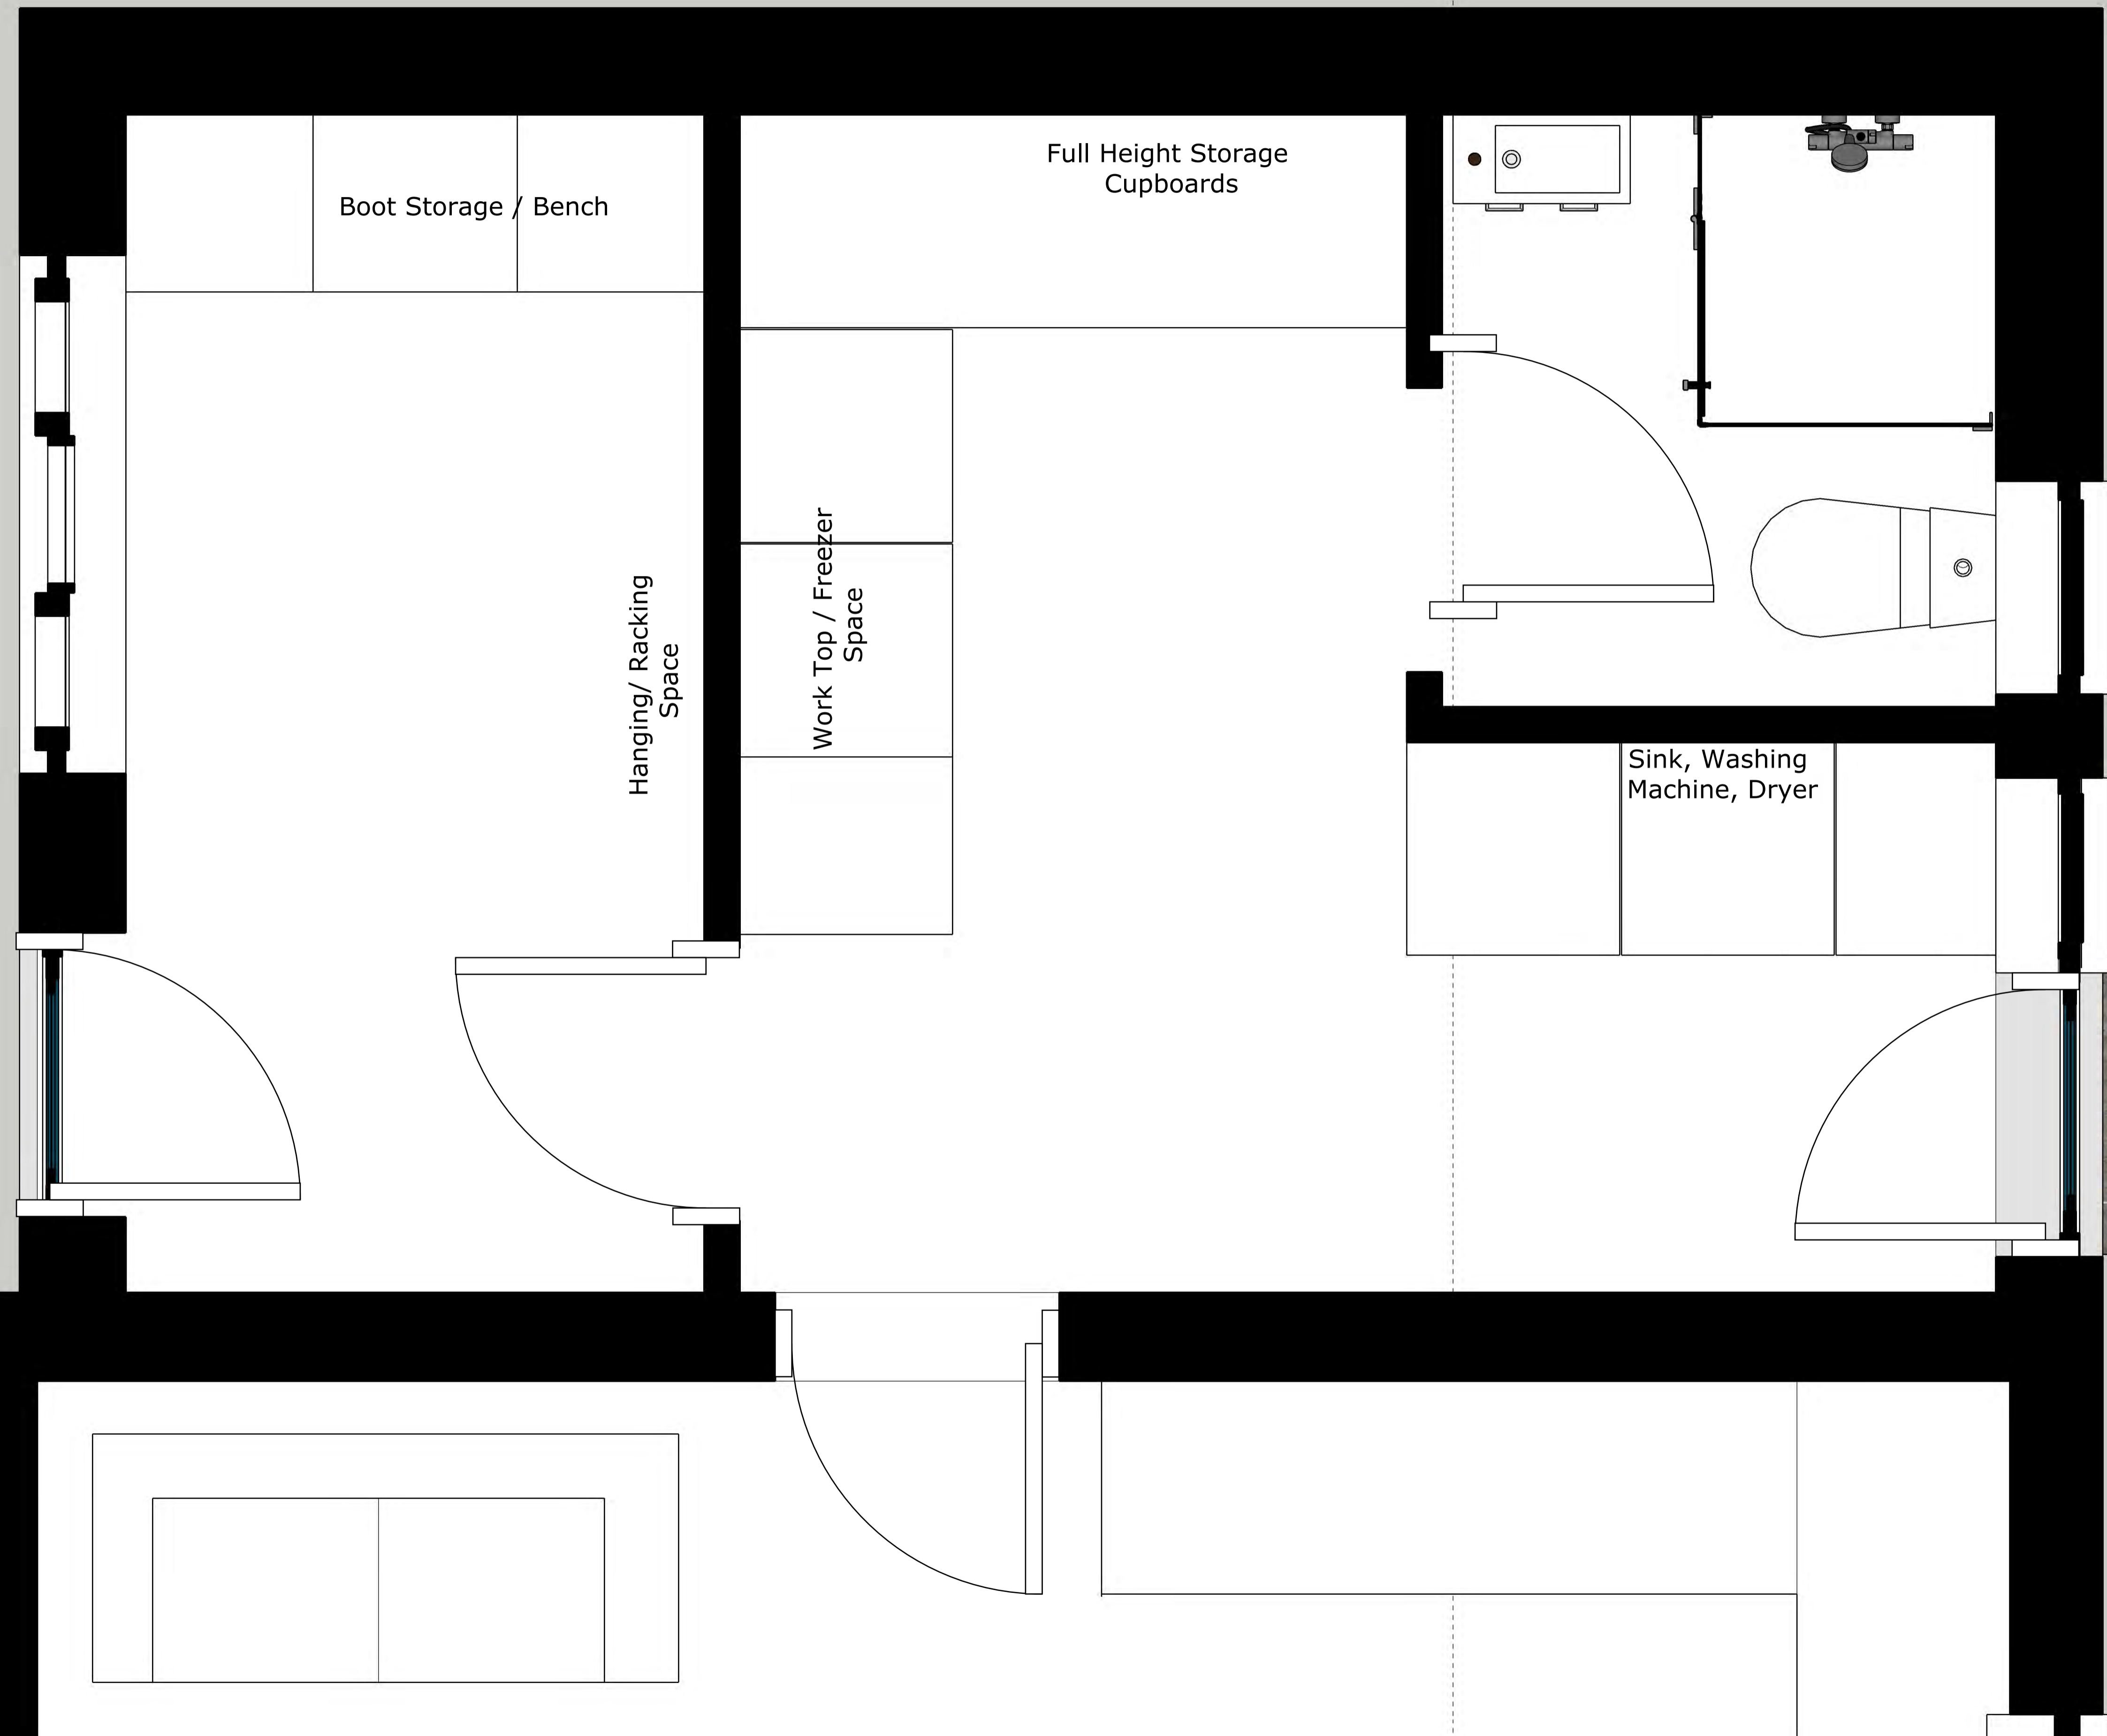 Full Height Storage
Cupboards
Boot Storage / Bench
Hanging/ Racking
Space
Work Top / Freezer
Space
Sink, Washing
Machine, Dryer